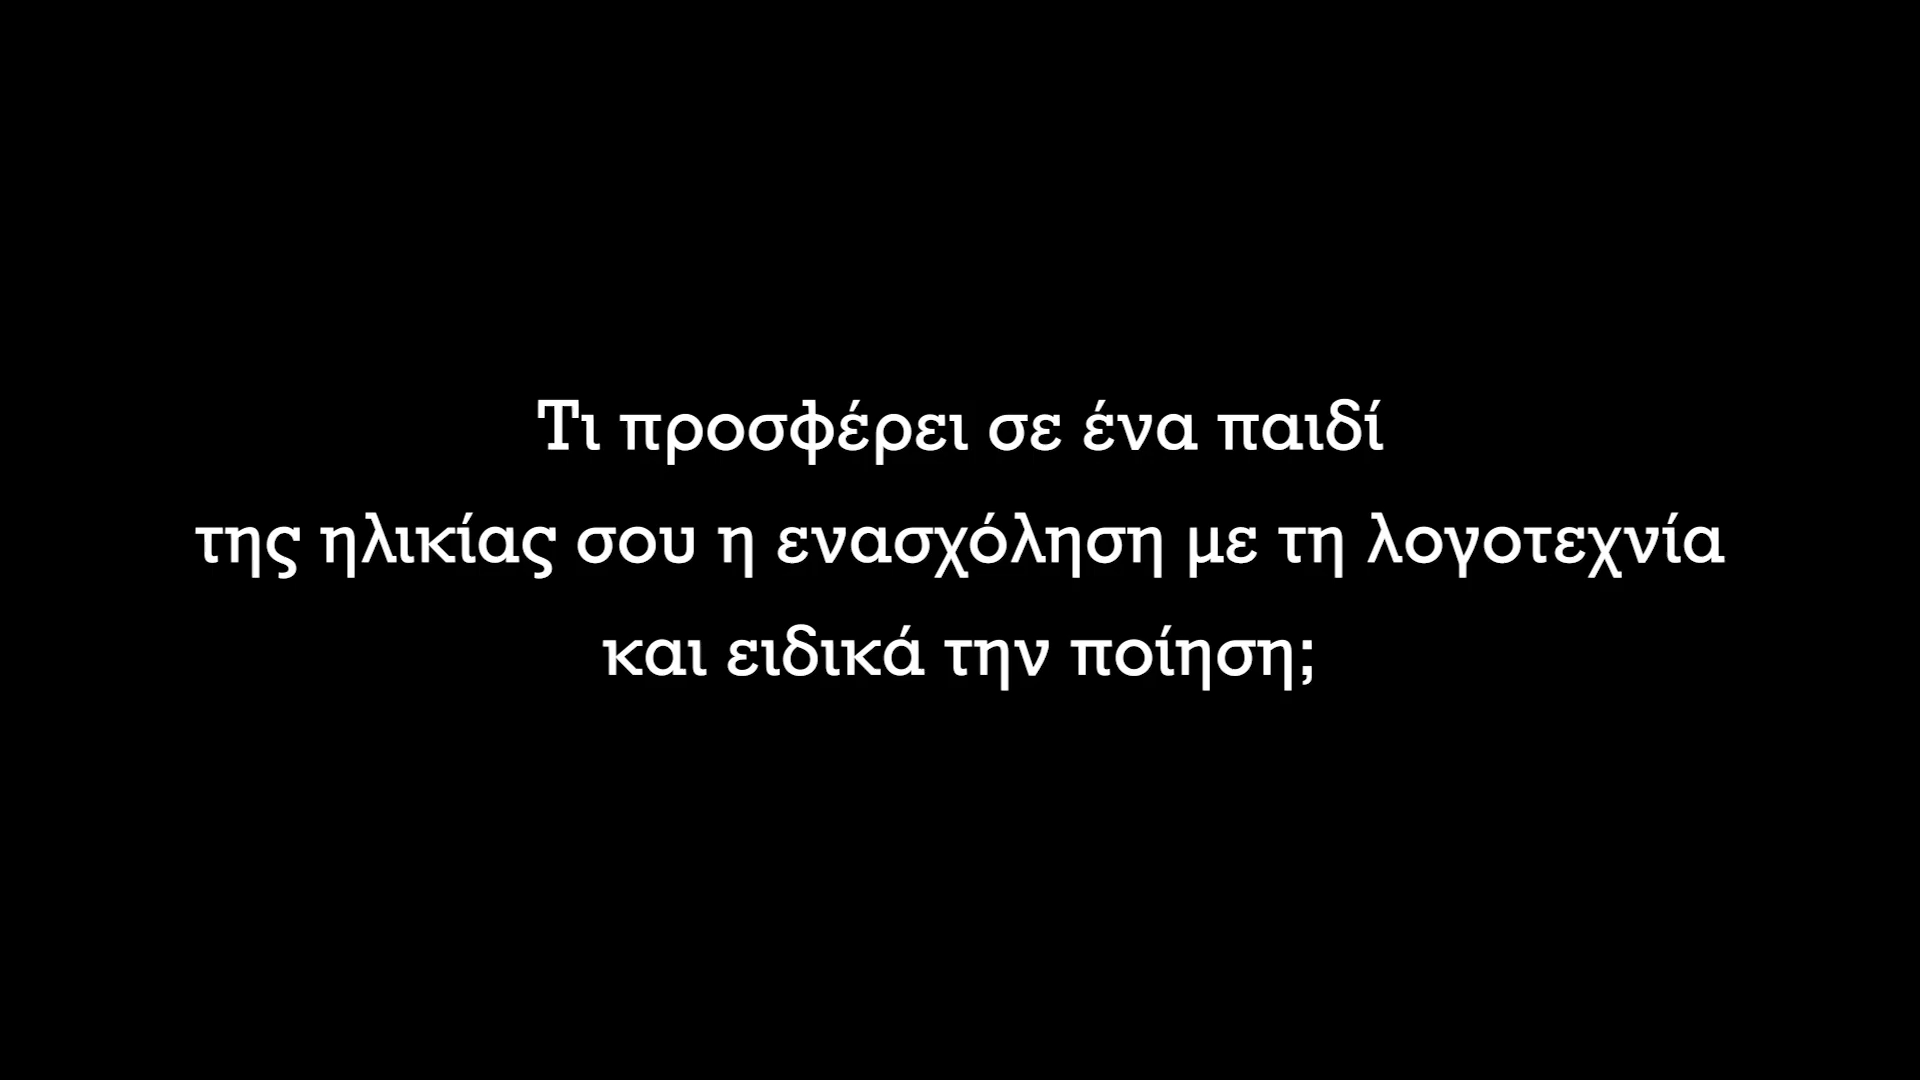 Τι προσφέρει σε ένα παιδί
της ηλικίας σου η ενασχόληση με τη λογοτεχνία
και ειδικά την ποίηση;